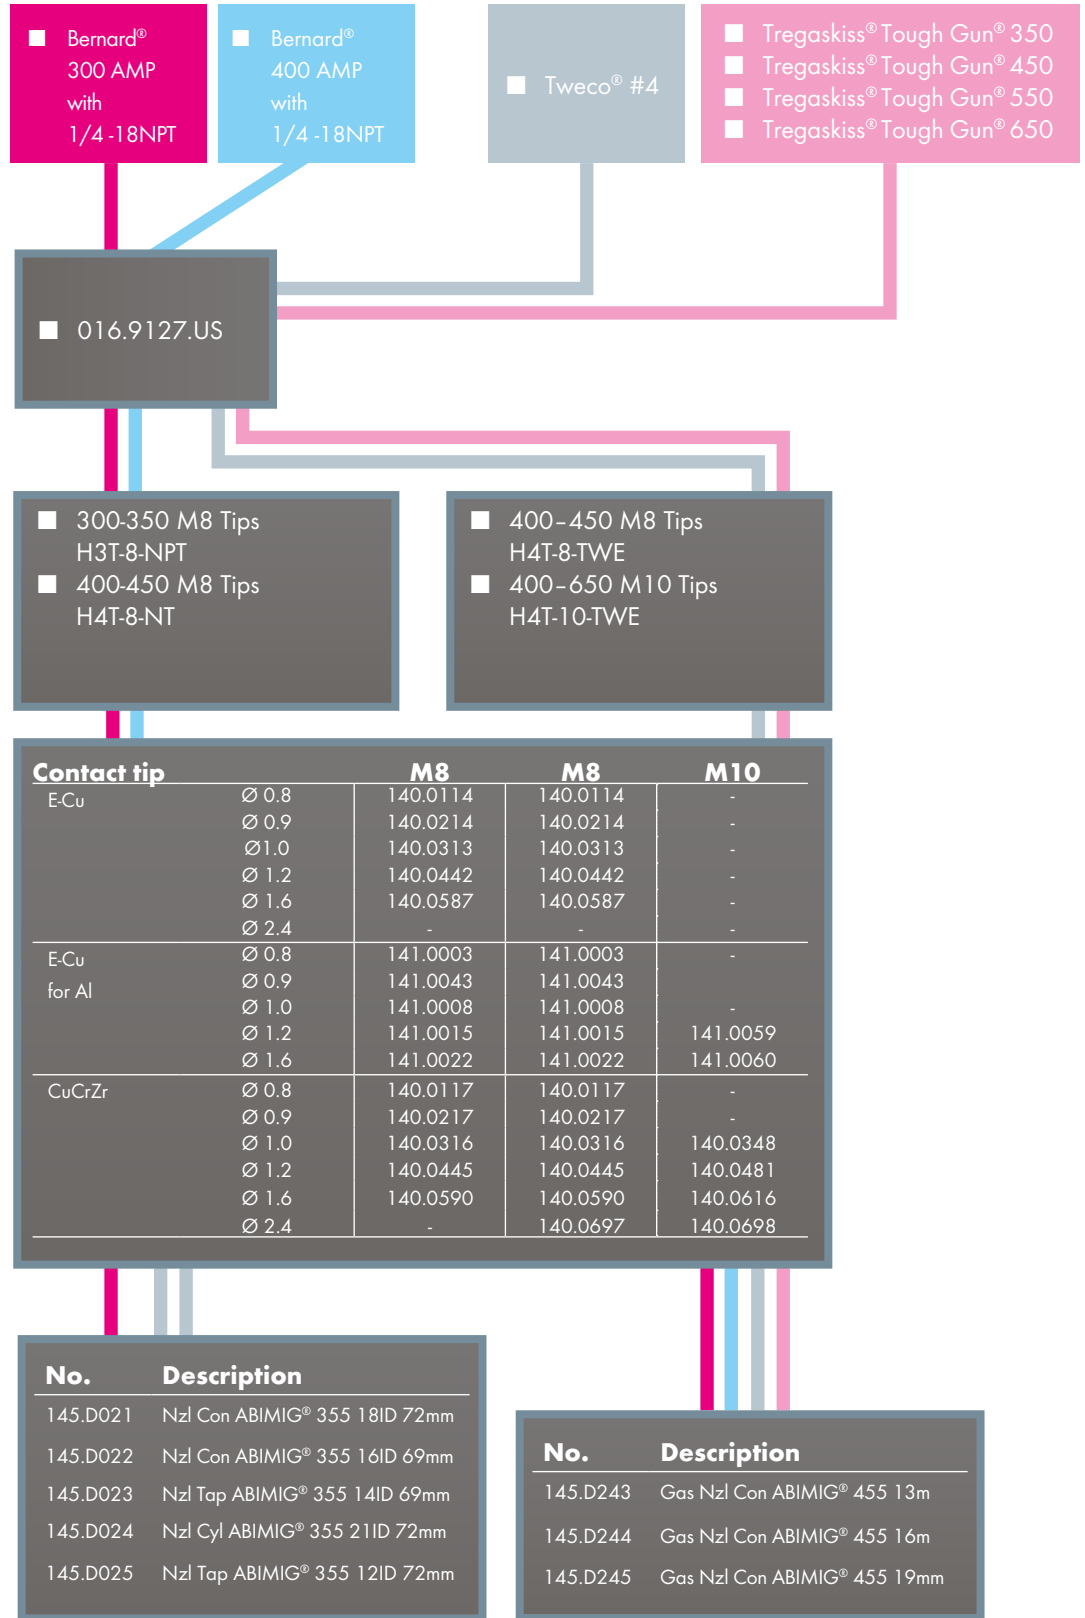 Bernard®
300 AMP
with
1/4 -18NPT
Bernard®
400 AMP
with
1/4 -18NPT
Tweco® #4
Tregaskiss® Tough Gun® 350
Tregaskiss® Tough Gun® 450
Tregaskiss® Tough Gun® 550
Tregaskiss® Tough Gun® 650
016.9127.US
300-350 M8 Tips
H3T-8-NPT
400-450 M8 Tips
H4T-8-NT
400–450 M8 Tips
H4T-8-TWE
400–650 M10 Tips
H4T-10-TWE
Contact tip M8 M8 M10
E-Cu Ø 0.8 140.0114 140.0114 -
Ø 0.9 140.0214 140.0214 -
Ø1.0 140.0313 140.0313 -
Ø 1.2 140.0442 140.0442 -
Ø 1.6 140.0587 140.0587 -
Ø 2.4 - - -
E-Cu Ø 0.8 141.0003 141.0003 -
for Al Ø 0.9 141.0043 141.0043
Ø 1.0 141.0008 141.0008 -
Ø 1.2 141.0015 141.0015 141.0059
Ø 1.6 141.0022 141.0022 141.0060
CuCrZr Ø 0.8 140.0117 140.0117 -
Ø 0.9 140.0217 140.0217 -
Ø 1.0 140.0316 140.0316 140.0348
Ø 1.2 140.0445 140.0445 140.0481
Ø 1.6 140.0590 140.0590 140.0616
Ø 2.4 - 140.0697 140.0698
No. Description
145.D021 Nzl Con ABIMIG® 355 18ID 72mm
145.D022 Nzl Con ABIMIG® 355 16ID 69mm
145.D023 Nzl Tap ABIMIG® 355 14ID 69mm
145.D024 Nzl Cyl ABIMIG® 355 21ID 72mm
145.D025 Nzl Tap ABIMIG® 355 12ID 72mm
No. Description
145.D243 Gas Nzl Con ABIMIG® 455 13m
145.D244 Gas Nzl Con ABIMIG® 455 16m
145.D245 Gas Nzl Con ABIMIG® 455 19mm